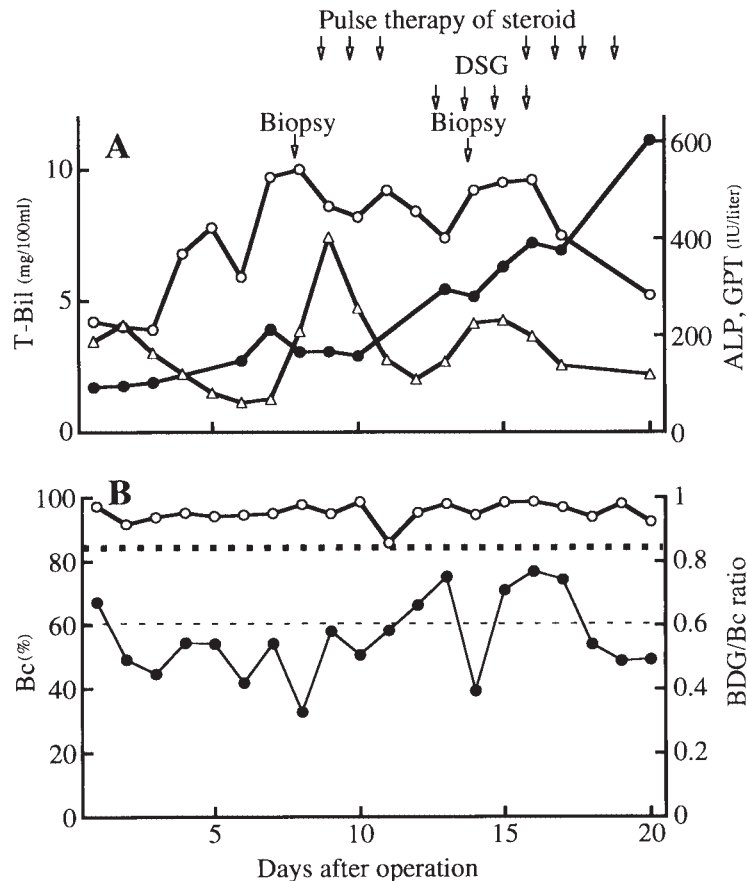 Pulse therapy of steroid
DSG
Biopsy Biopsy
A
10
5
0
T-Bil (mg/100ml)
600
400
200
0
ALP, GPT (IU/liter)
B
100
80
60
40
20
0
Bc(%)
1
0.8
0.6
0.4
0.2
0
BDG/Bc ratio
5 10 15 20
Days after operation